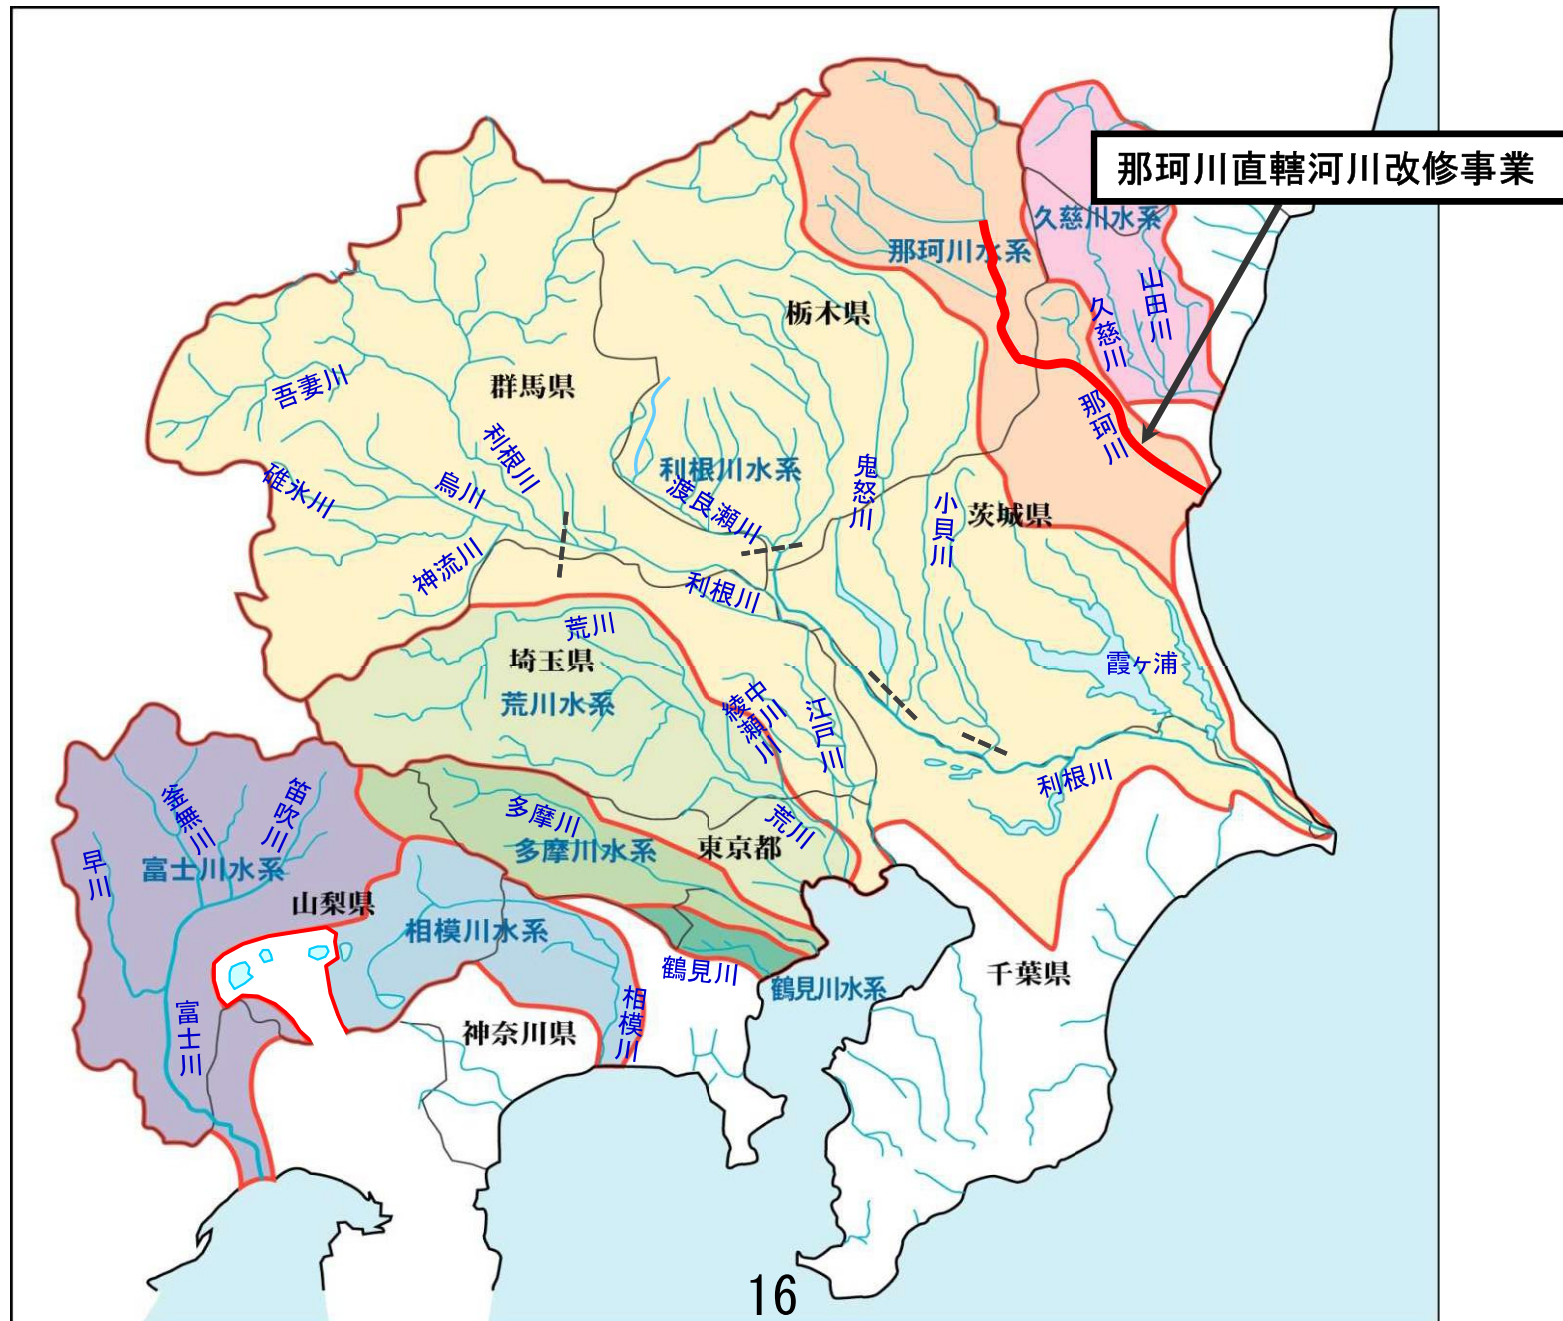 那珂川直轄河川改修事業
久慈川水系
那珂川水系
山田川
久慈川
栃木県
群馬県
吾妻川
那珂川
利根川
利根川水系
鬼怒川
碓氷川
烏川
渡良瀬川
小貝川
茨城県
神流川
利根川
荒川
埼玉県
霞ヶ浦
荒川水系
綾瀬川
中川
江戸川
利根川
釜無川
笛吹川
多摩川
荒川
多摩川水系
東京都
早川
富士川水系
山梨県
相模川水系
鶴見川
鶴見川水系
千葉県
富士川
相模川
神奈川県
16